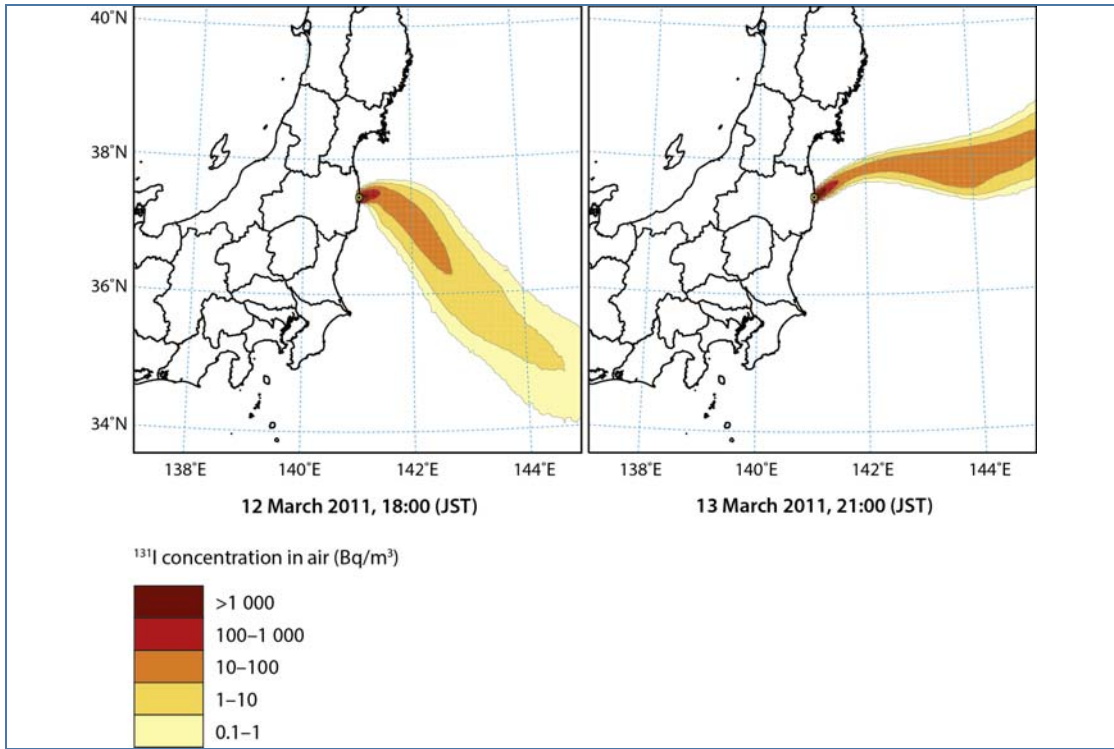 40°N
38°N
36°N
34°N
138°E 140°E 142°E 144°E
138°E 140°E 142°E 144°E
12 March 2011, 18:00 (JST)
13 March 2011, 21:00 (JST)
¹³¹I concentration in air (Bq/m³)
>1 000
100–1 000
10–100
1–10
0.1–1